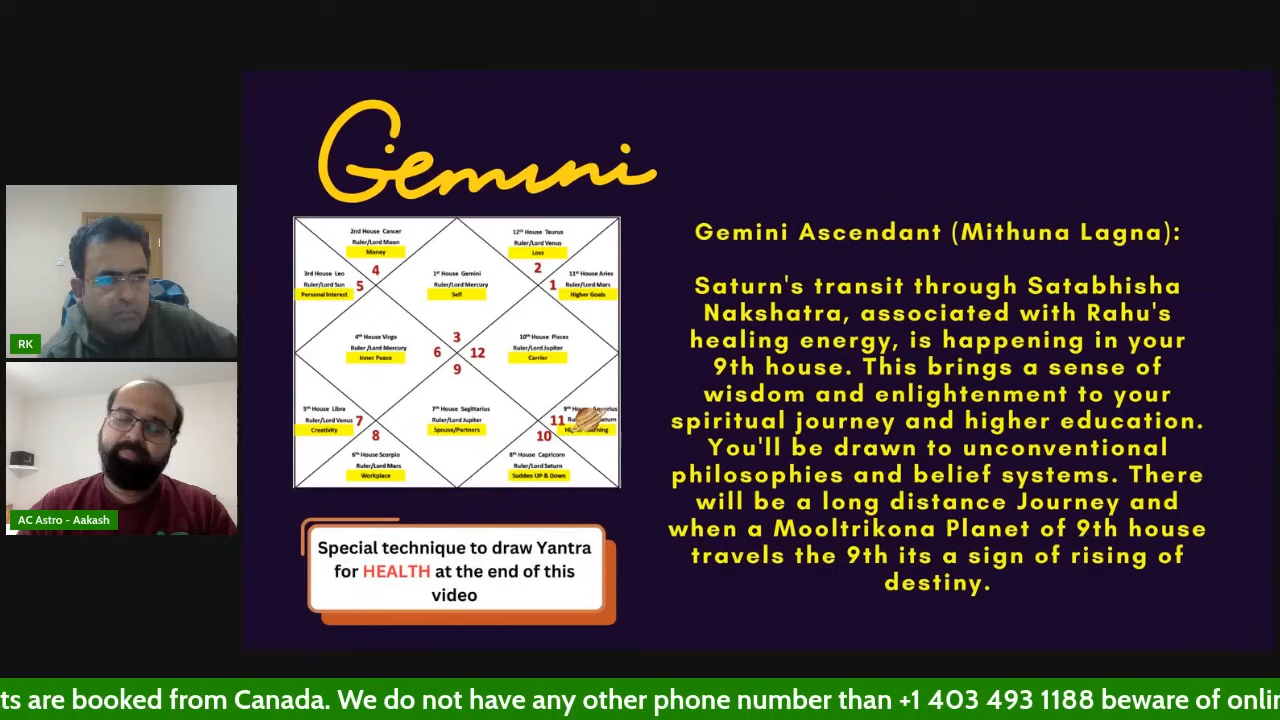 Gemini
2nd House Cancer
Ruler/Lord Moon
Money
12th House Taurus
Ruler/Lord Venus
Loss
3rd House Leo
Ruler/Lord Sun
Personal Interest
4
5
1st House Gemini
Ruler/Lord Mercury
Self
2
1
11th House Aries
Ruler/Lord Mars
Higher Goals
4th House Virgo
Ruler /Lord Mercury
Inner Peace
3
6 12
9
10th House Pisces
Ruler/Lord Jupiter
Carrier
5th House Libra
Ruler/Lord Venus
Creativity
7
8
7th House Sagittarius
Ruler/Lord Jupiter
Spouse/Partners
11
10
9th House
6th House Scorpio
Ruler/Lord Mars
Workplace
8th House Capricorn
Ruler/Lord Saturn
Sudden UP & Down
Special technique to draw Yantra
for HEALTH at the end of this
video
Gemini Ascendant (Mithuna Lagna):
Saturn's transit through Satabhisha
Nakshatra, associated with Rahu's
healing energy, is happening in your
9th house. This brings a sense of
wisdom and enlightenment to your
spiritual journey and higher education.
You'll be drawn to unconventional
philosophies and belief systems. There
will be a long distance Journey and
when a Mooltrikona Planet of 9th house
travels the 9th its a sign of rising of
destiny.
RK
AC Astro - Aakash
ts are booked from Canada. We do not have any other phone number than +1 403 493 1188 beware of onlin